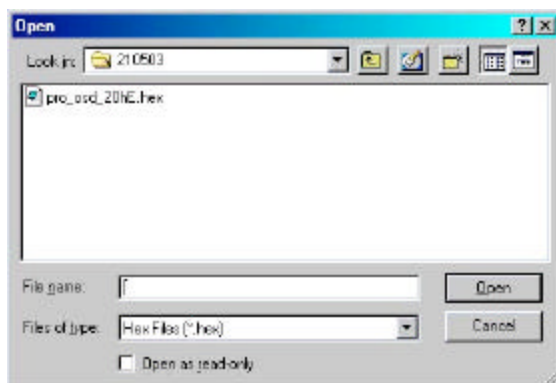 Open
Look in: 210503
pro_osd_20hE.hex
File name:
Open
Files of type: Hex Files (*.hex)
Cancel
Open as read-only